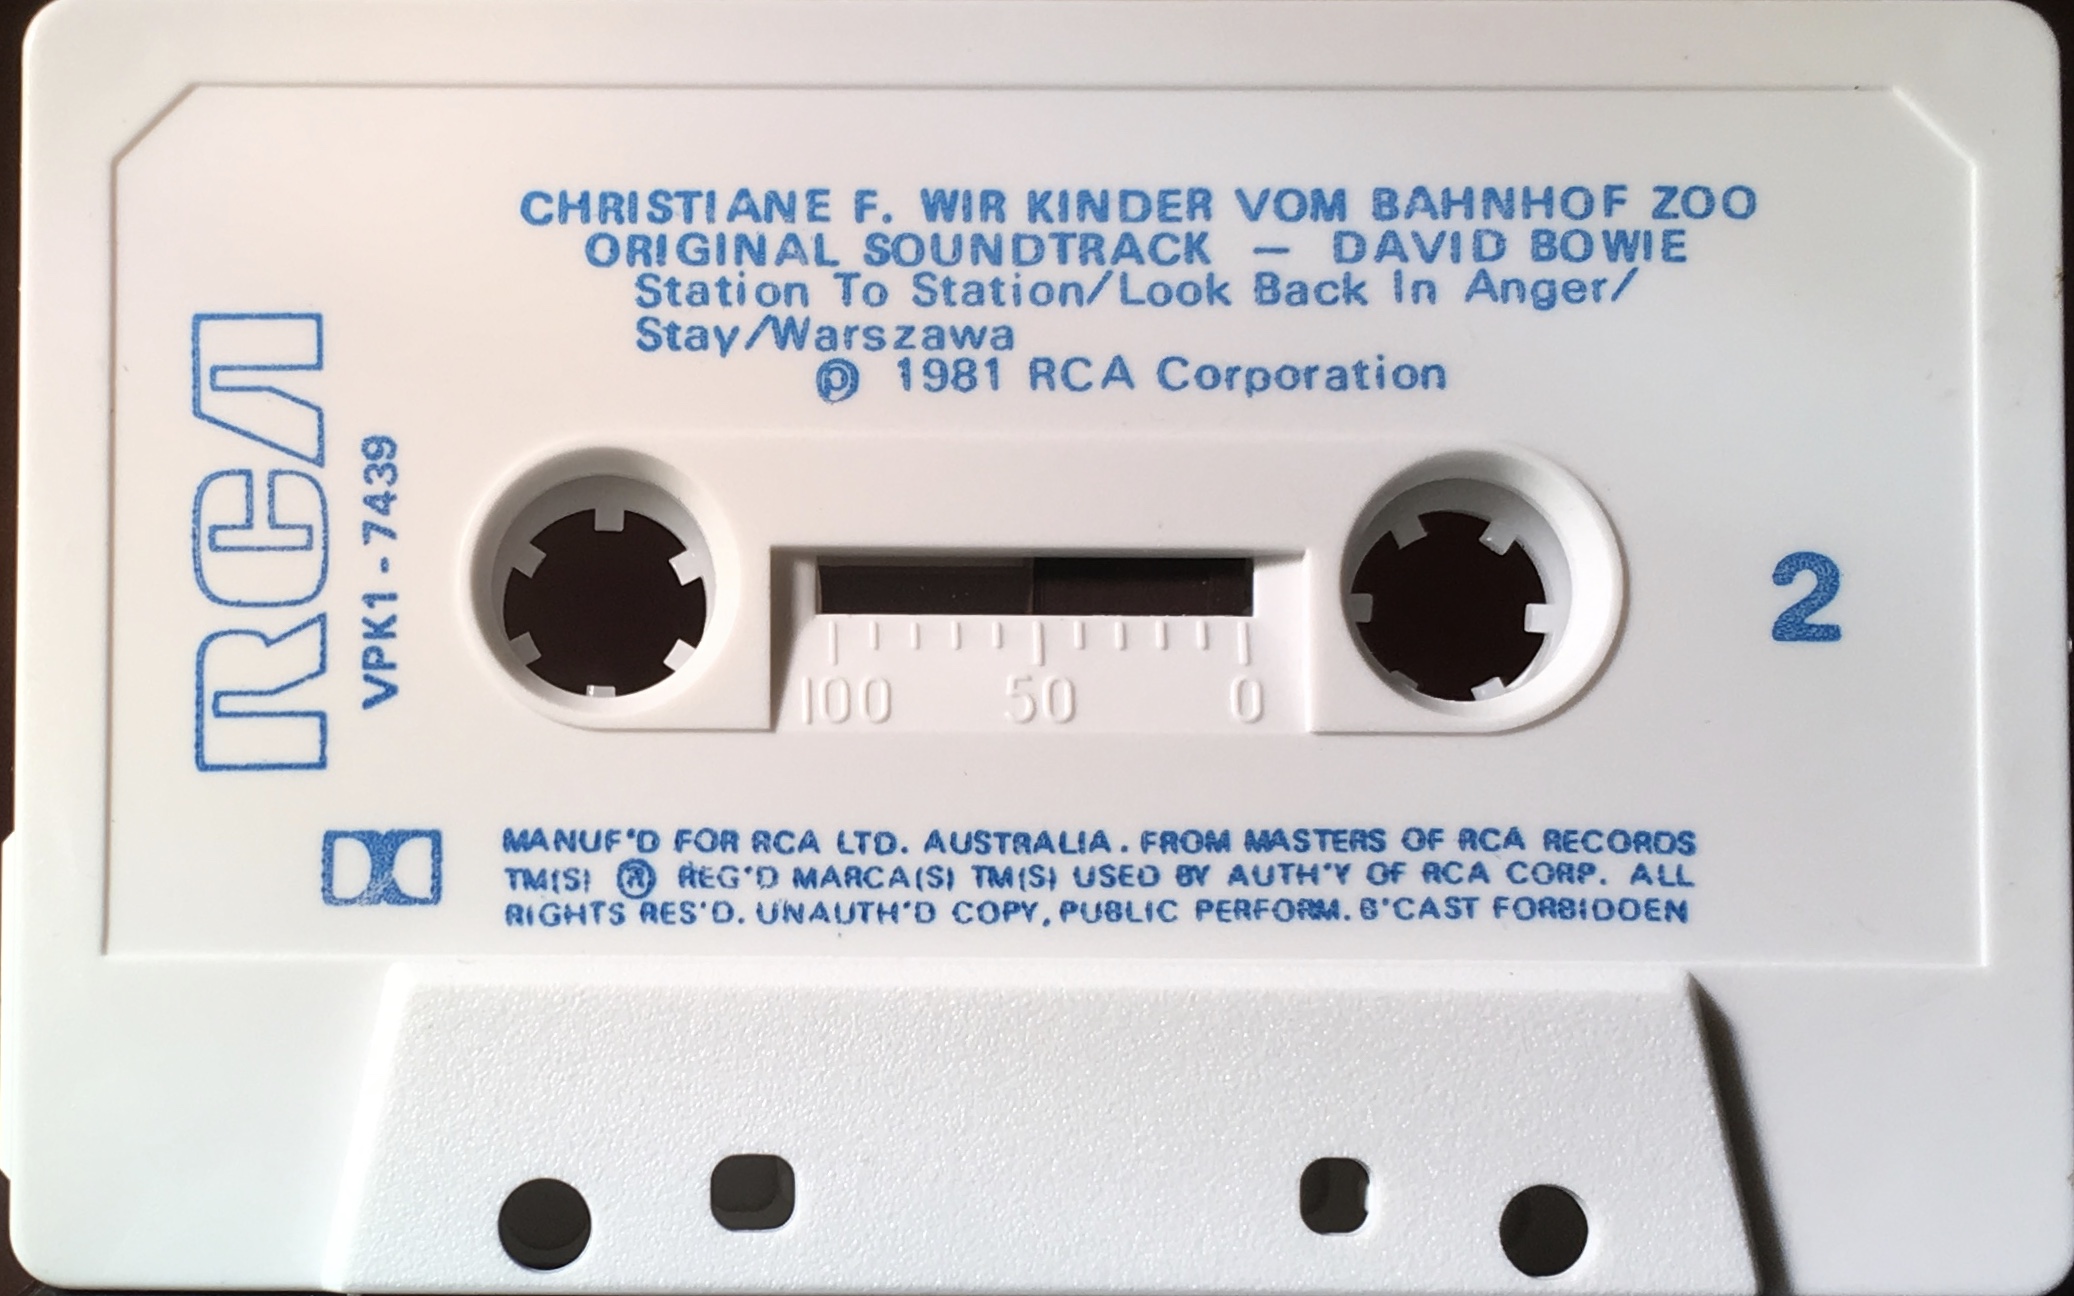 CHRISTIANE F. WIR KINDER VOM BAHNHOF ZOO
ORIGINAL SOUNDTRACK — DAVID BOWIE
Station To Station/Look Back In Anger/
Stay/Warszawa
℗ 1981 RCA Corporation
RCA
VPK1-7439
2
100 50 0
MANUF'D FOR RCA LTD. AUSTRALIA. FROM MASTERS OF RCA RECORDS
TM(S) ® REG'D MARCA(S) TM(S) USED BY AUTH'Y OF RCA CORP. ALL
RIGHTS RES'D. UNAUTH'D COPY, PUBLIC PERFORM. B'CAST FORBIDDEN